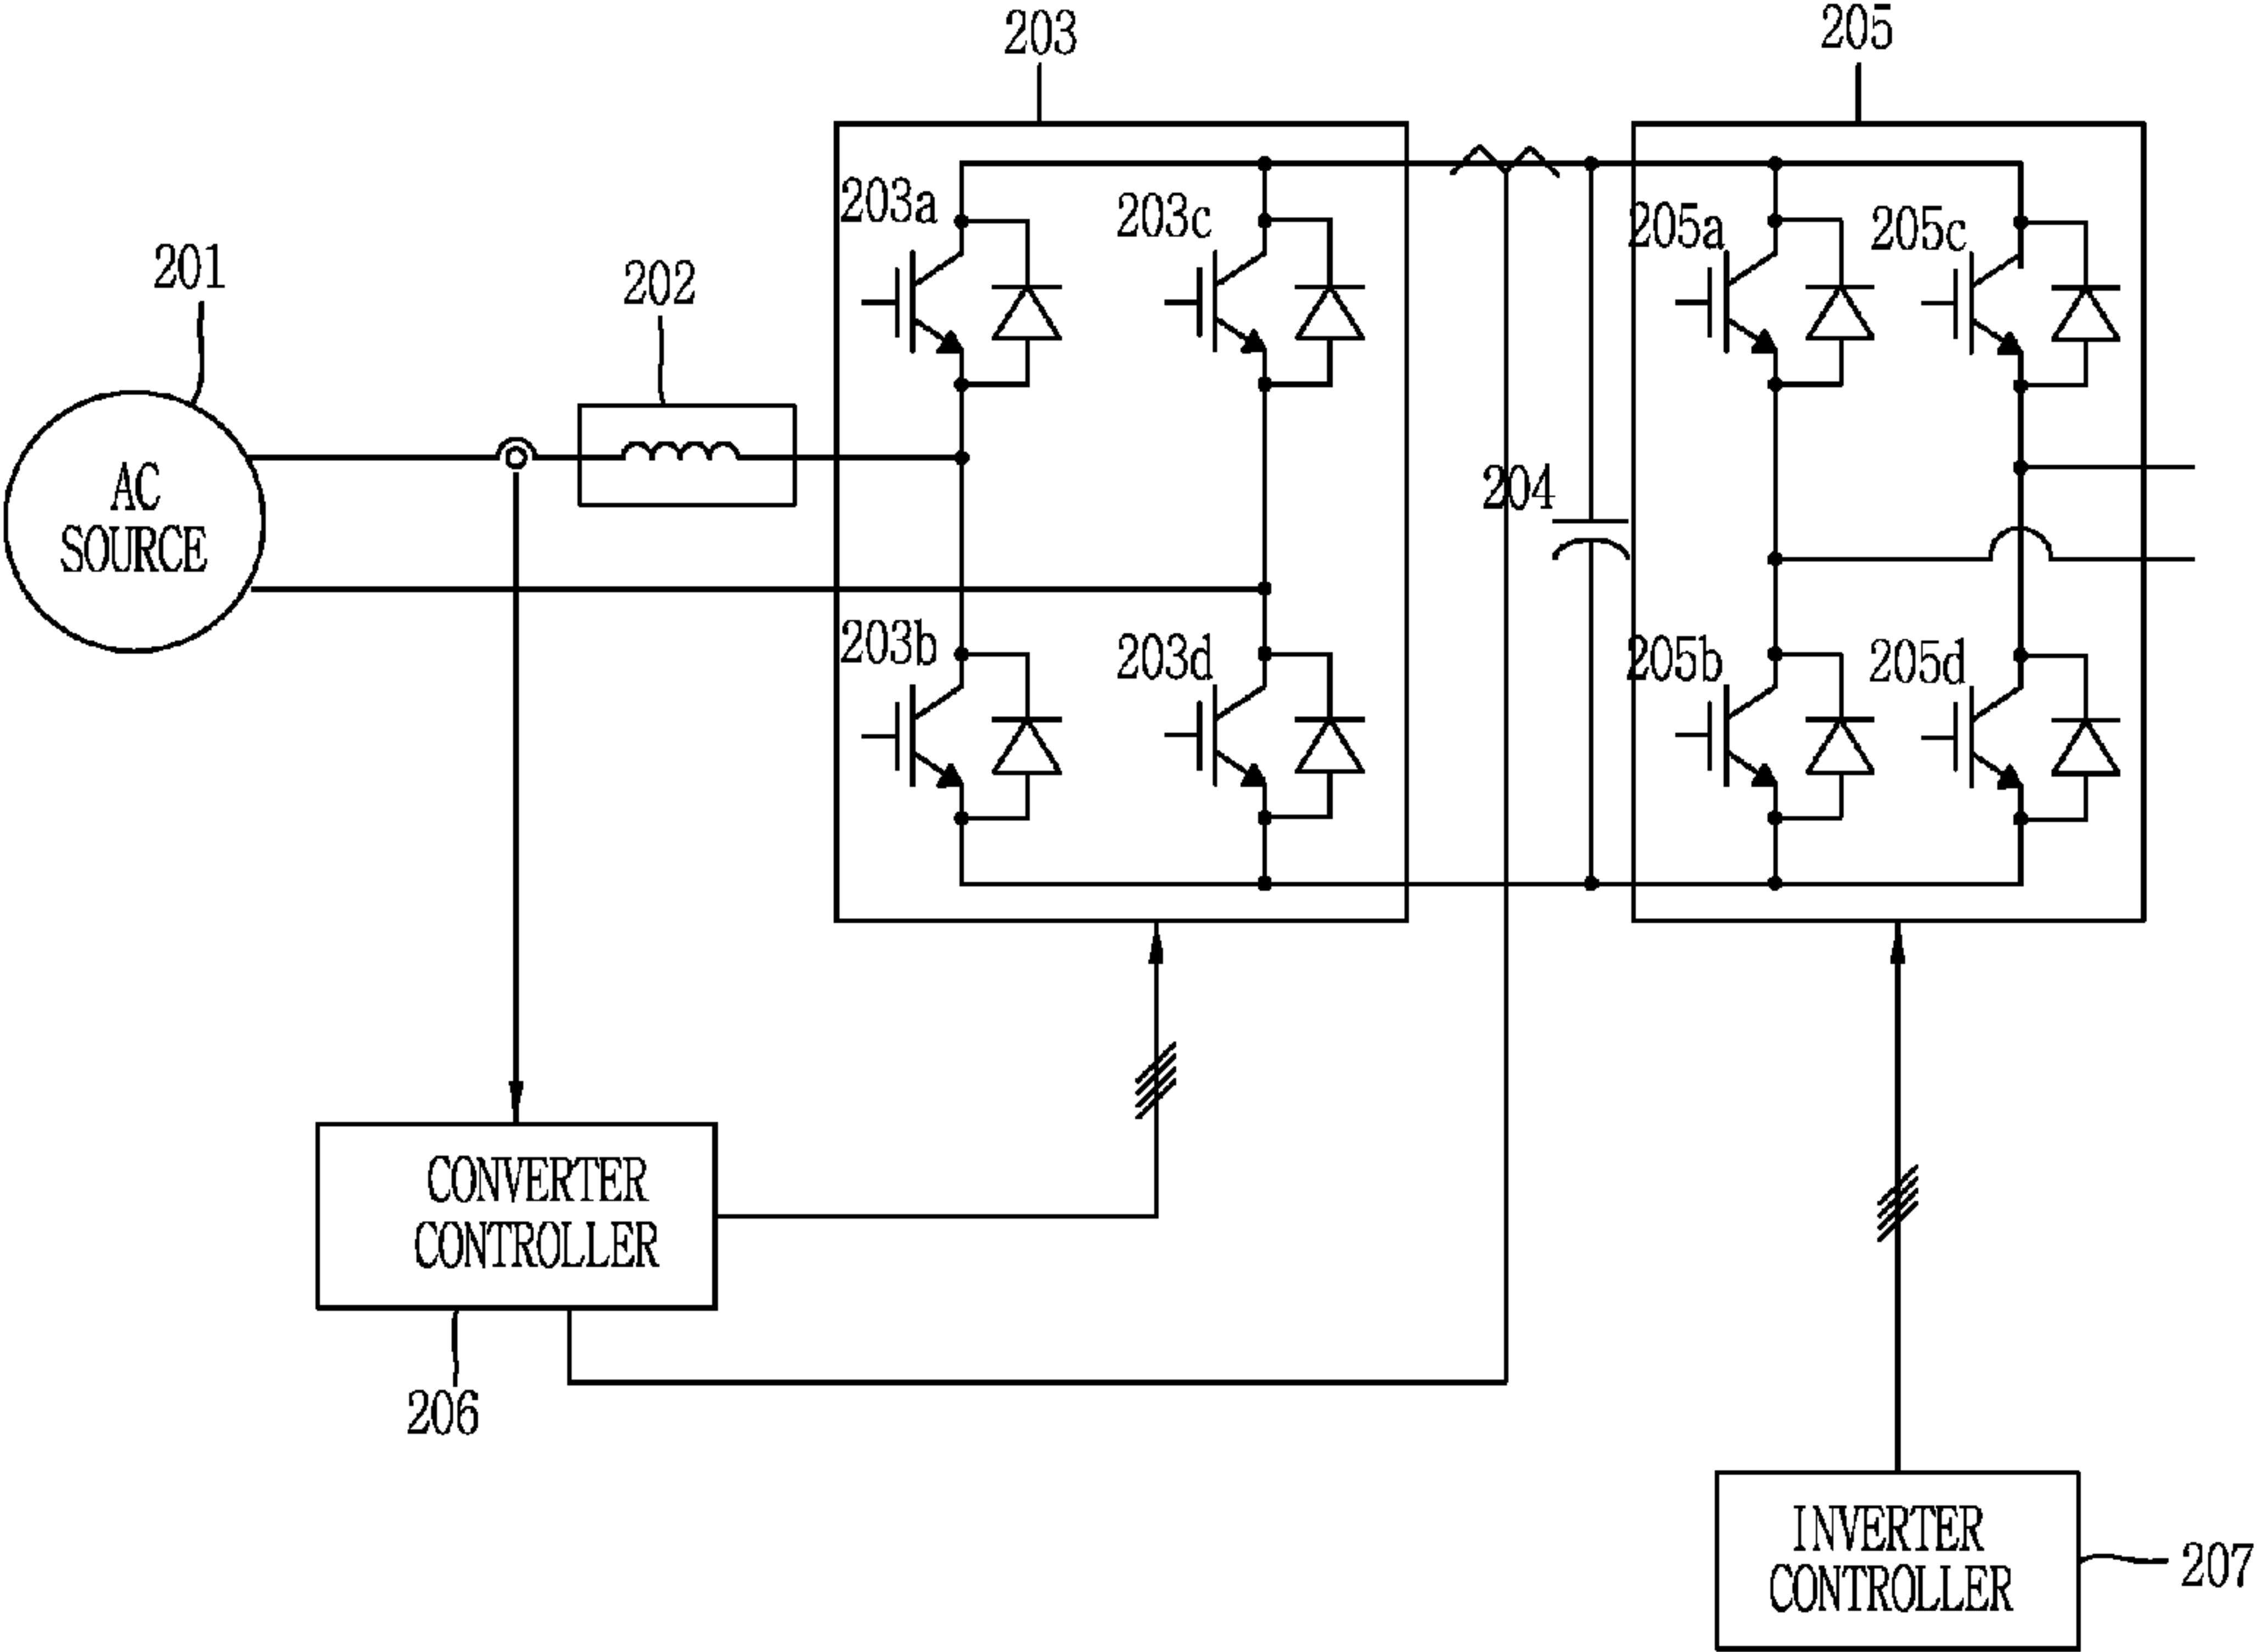 203
205
203a
203c
205a
205c
201
202
204
AC
SOURCE
203b
203d
205b
205d
CONVERTER
CONTROLLER
206
INVERTER
CONTROLLER
207